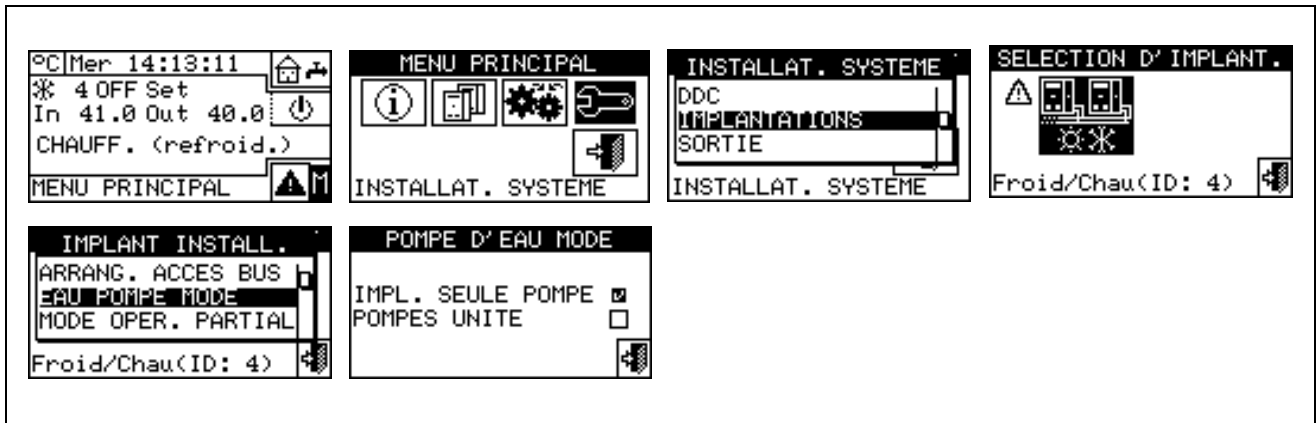 °C Mer 14:13:11
4 OFF Set
In 41.0 Out 40.0
CHAUFF. (refroid.)
MENU PRINCIPAL M
MENU PRINCIPAL
INSTALLAT. SYSTEME
INSTALLAT. SYSTEME
DDC
IMPLANTATIONS
SORTIE
INSTALLAT. SYSTEME
SELECTION D'IMPLANT.
Froid/Chau(ID: 4)
IMPLANT INSTALL.
ARRANG. ACCES BUS
EAU POMPE MODE
MODE OPER. PARTIAL
Froid/Chau(ID: 4)
POMPE D'EAU MODE
IMPL. SEULE POMPE
POMPES UNITE